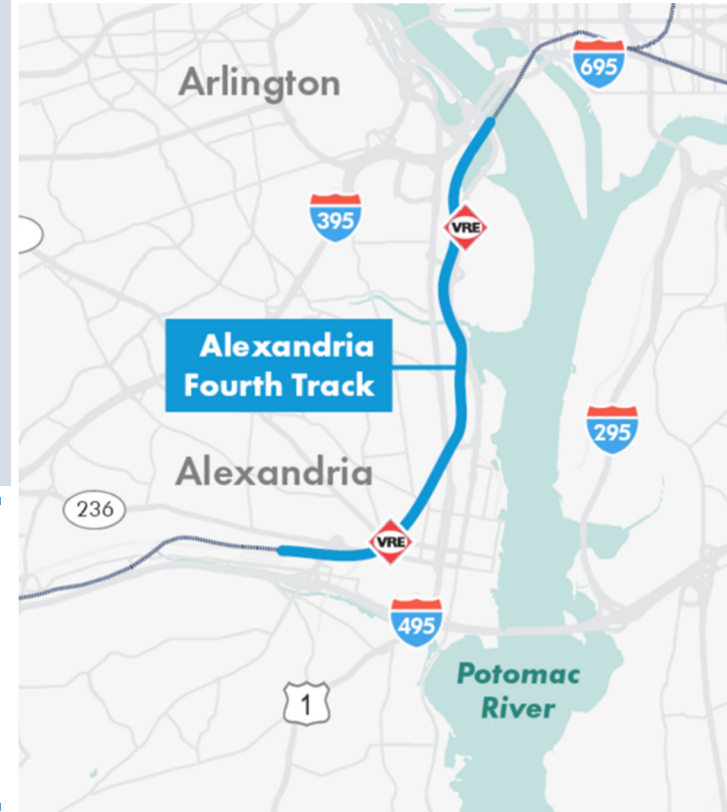 Arlington
695
395
VRE
Alexandria
Fourth Track
295
Alexandria
236
VRE
495
Potomac
River
1